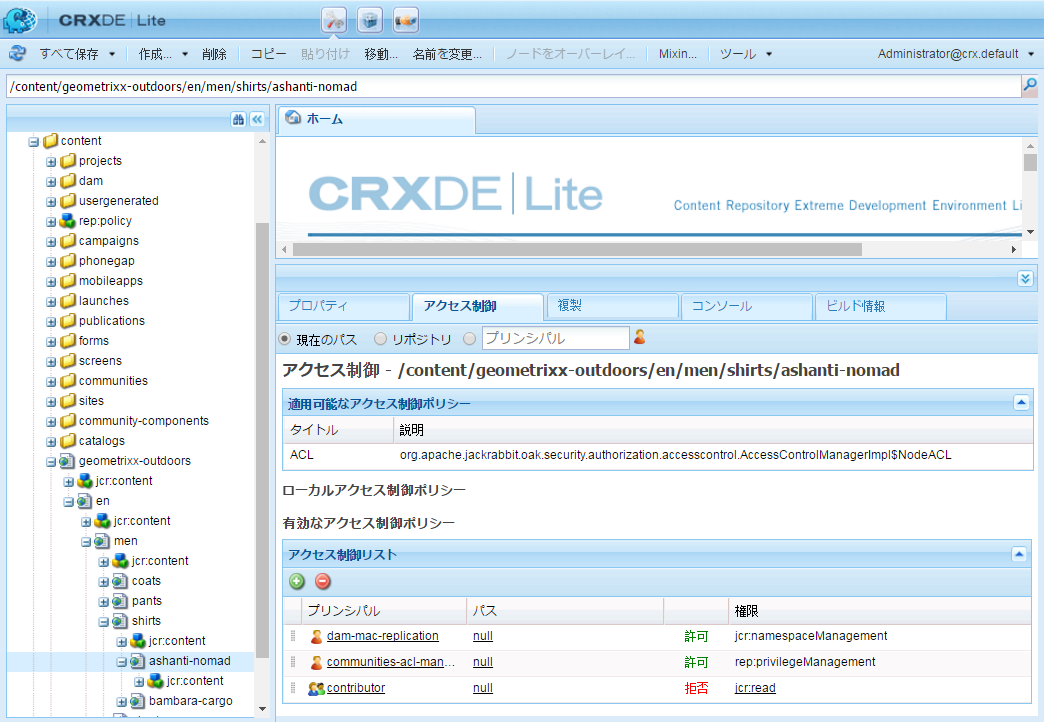 CRXDE | Lite
すべて保存 作成... 削除 コピー 貼り付け 移動... 名前を変更... ノードをオーバーレイ... Mixin... ツール Administrator@crx.default
/content/geometrixx-outdoors/en/men/shirts/ashanti-nomad
content
projects
dam
usergenerated
rep:policy
campaigns
phonegap
mobileapps
launches
publications
forms
screens
communities
sites
community-components
catalogs
geometrixx-outdoors
jcr:content
en
jcr:content
men
jcr:content
coats
pants
shirts
jcr:content
ashanti-nomad
jcr:content
bambara-cargo
ホーム
CRXDE | Lite
Content Repository Extreme Development Environment Li
プロパティ アクセス制御 複製 コンソール ビルド情報
現在のパス リポジトリ プリンシパル
アクセス制御 - /content/geometrixx-outdoors/en/men/shirts/ashanti-nomad
適用可能なアクセス制御ポリシー
タイトル 説明
ACL org.apache.jackrabbit.oak.security.authorization.accesscontrol.AccessControlManagerImpl$NodeACL
ローカルアクセス制御ポリシー
有効なアクセス制御ポリシー
アクセス制御リスト
プリンシパル パス 権限
dam-mac-replication null 許可 jcr:namespaceManagement
communities-acl-man... null 許可 rep:privilegeManagement
contributor null 拒否 jcr:read